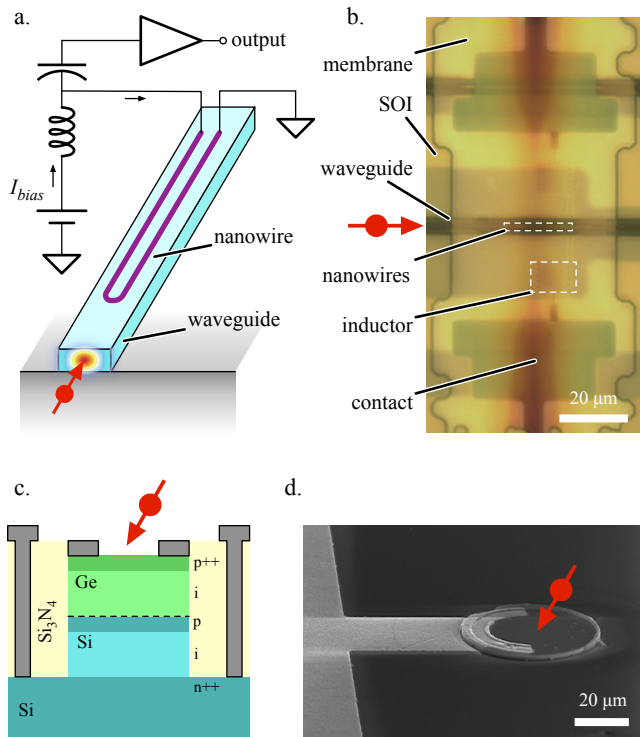 a.
output
I_bias
nanowire
waveguide
b.
membrane
SOI
waveguide
nanowires
inductor
contact
20 μm
c.
p++
Ge
i
p
Si
i
Si₃N₄
n++
Si
d.
20 μm